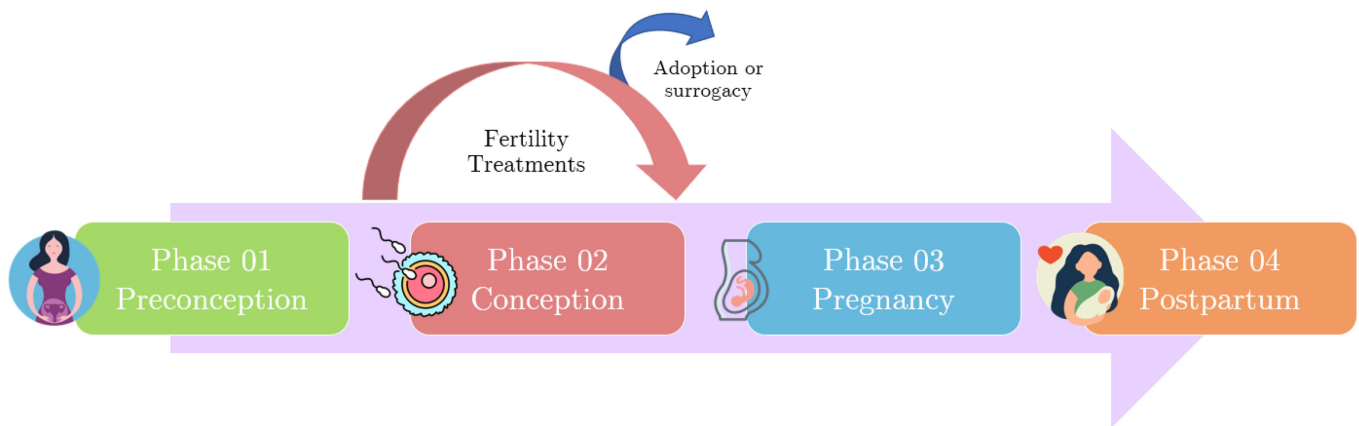 Adoption or
surrogacy
Fertility
Treatments
Phase 01
Preconception
Phase 02
Conception
Phase 03
Pregnancy
Phase 04
Postpartum